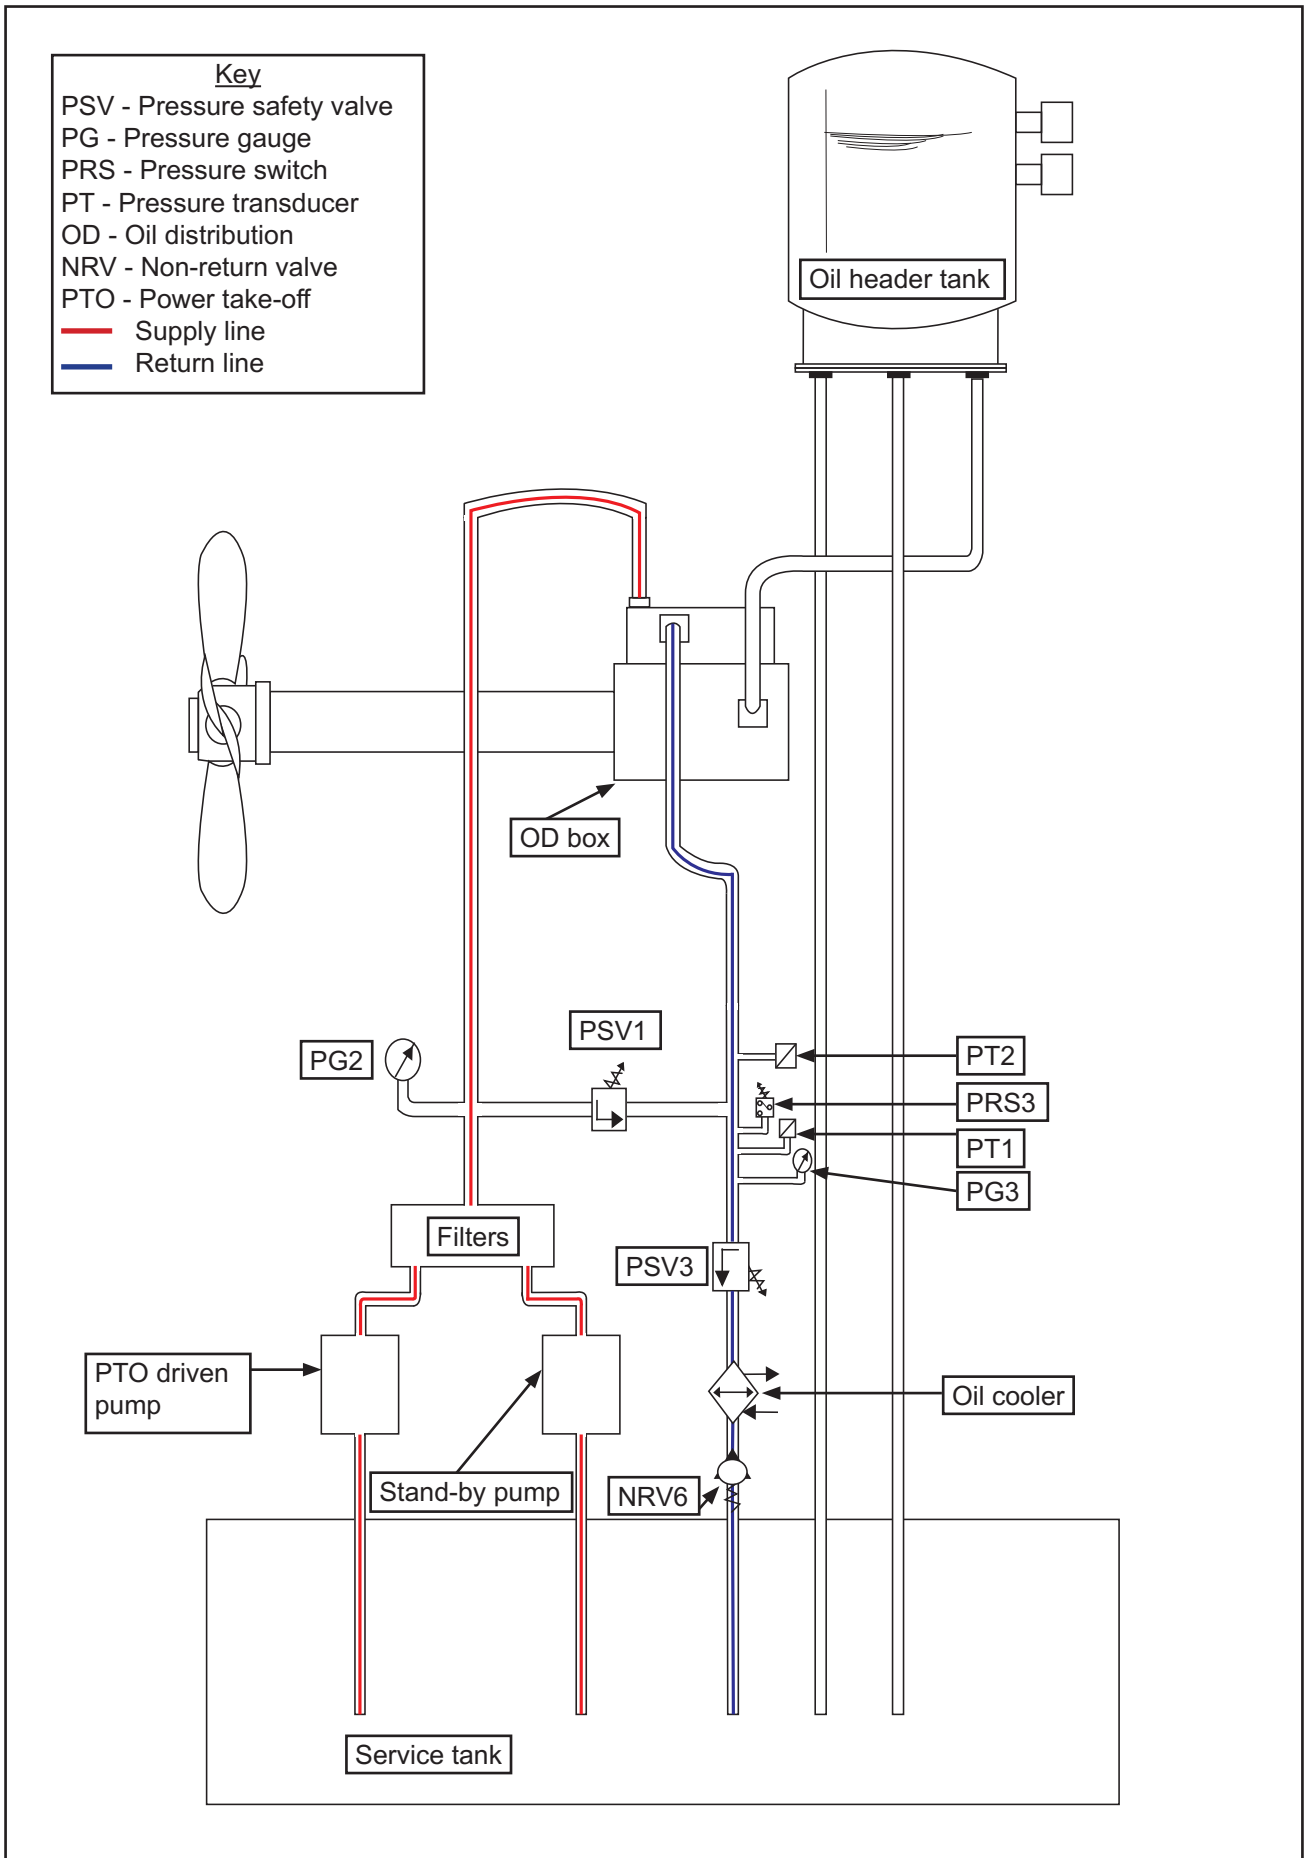 Key
PSV - Pressure safety valve
PG - Pressure gauge
PRS - Pressure switch
PT - Pressure transducer
OD - Oil distribution
NRV - Non-return valve
PTO - Power take-off
Supply line
Return line
Oil header tank
OD box
PSV1
PG2
PT2
PRS3
PT1
PG3
Filters
PSV3
PTO driven
pump
Oil cooler
Stand-by pump
NRV6
Service tank